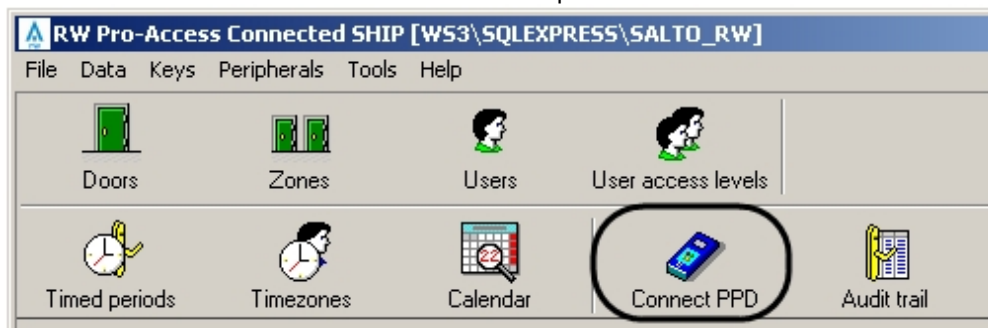 RW Pro-Access Connected SHIP [WS3\SQLEXPRESS\SALTO_RW]
File Data Keys Peripherals Tools Help
Doors Zones Users User access levels
22
Timed periods Timezones Calendar Connect PPD Audit trail